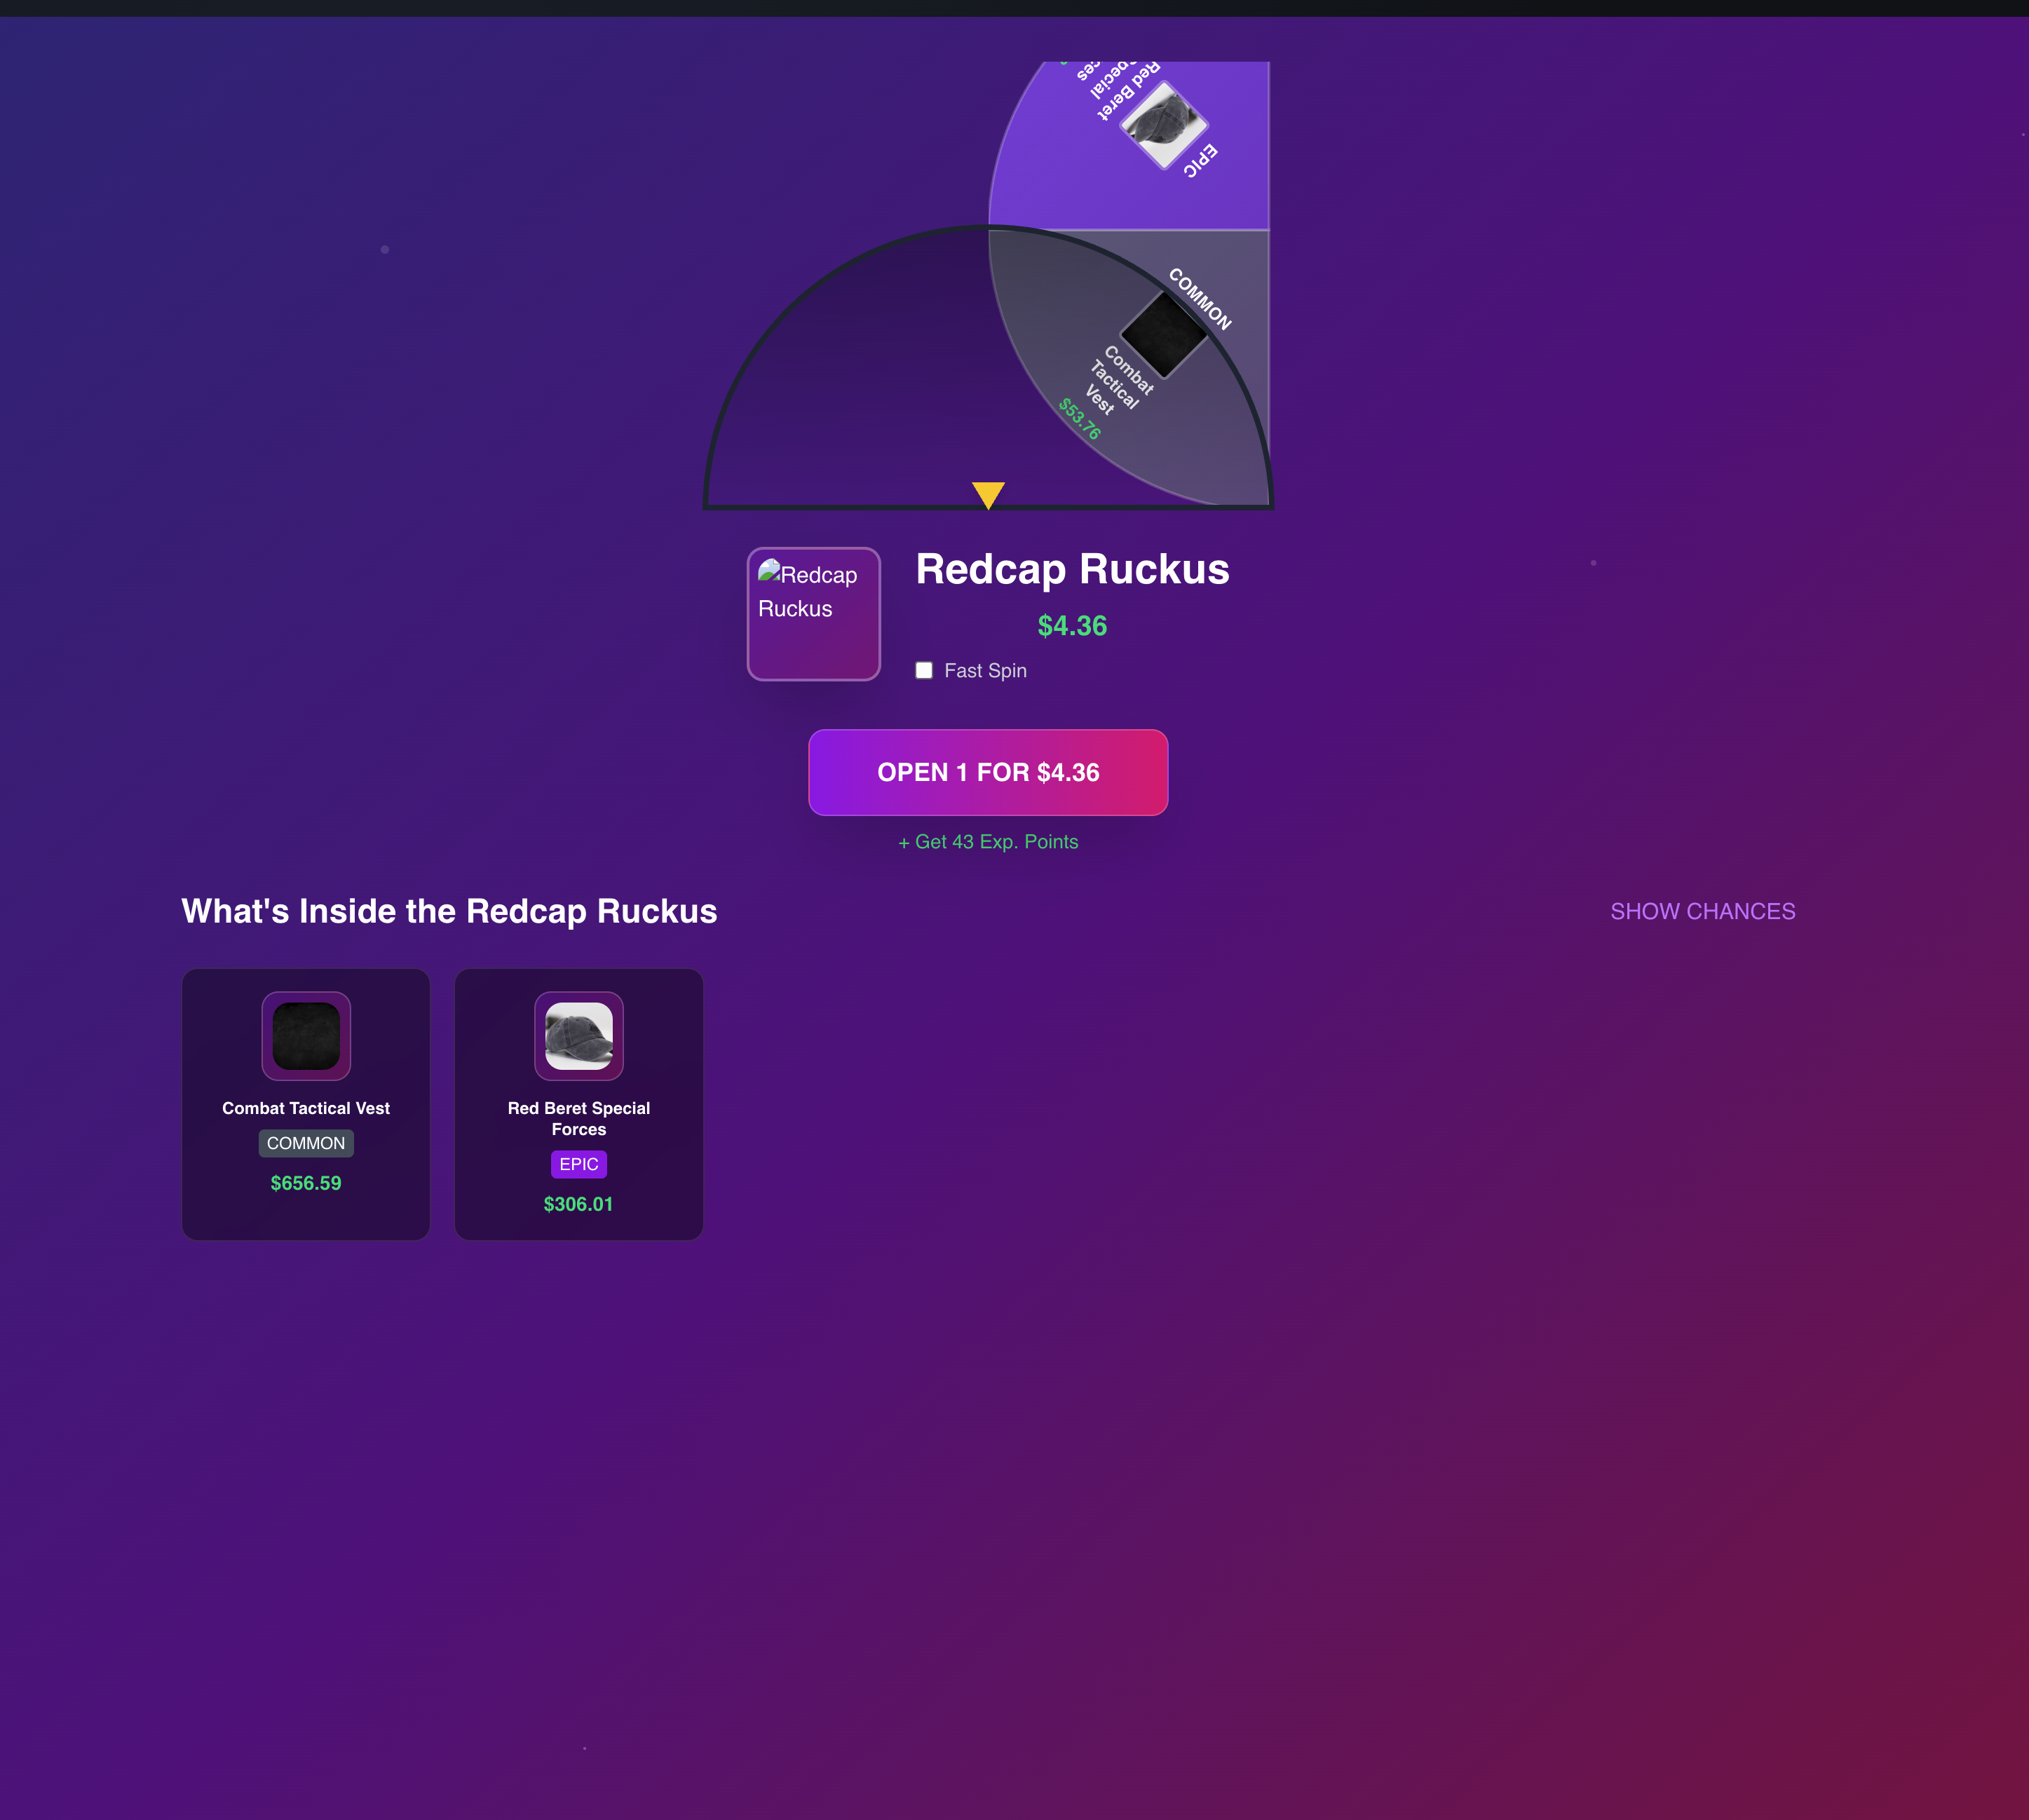 Red Beret
EPIC
COMMON
Combat
Tactical
Vest
$53.76
Redcap
Ruckus
Redcap Ruckus
$4.36
Fast Spin
OPEN 1 FOR $4.36
+ Get 43 Exp. Points
What's Inside the Redcap Ruckus
SHOW CHANCES
Combat Tactical Vest
COMMON
$656.59
Red Beret Special
Forces
EPIC
$306.01